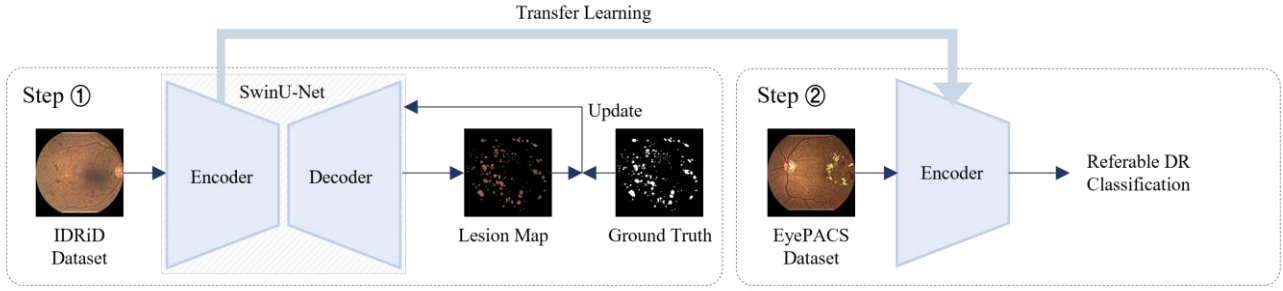 Transfer Learning
Step ①
SwinU-Net
Update
Encoder
Decoder
IDRiD
Dataset
Lesion Map
Ground Truth
Step ②
Encoder
Referable DR
Classification
EyePACS
Dataset